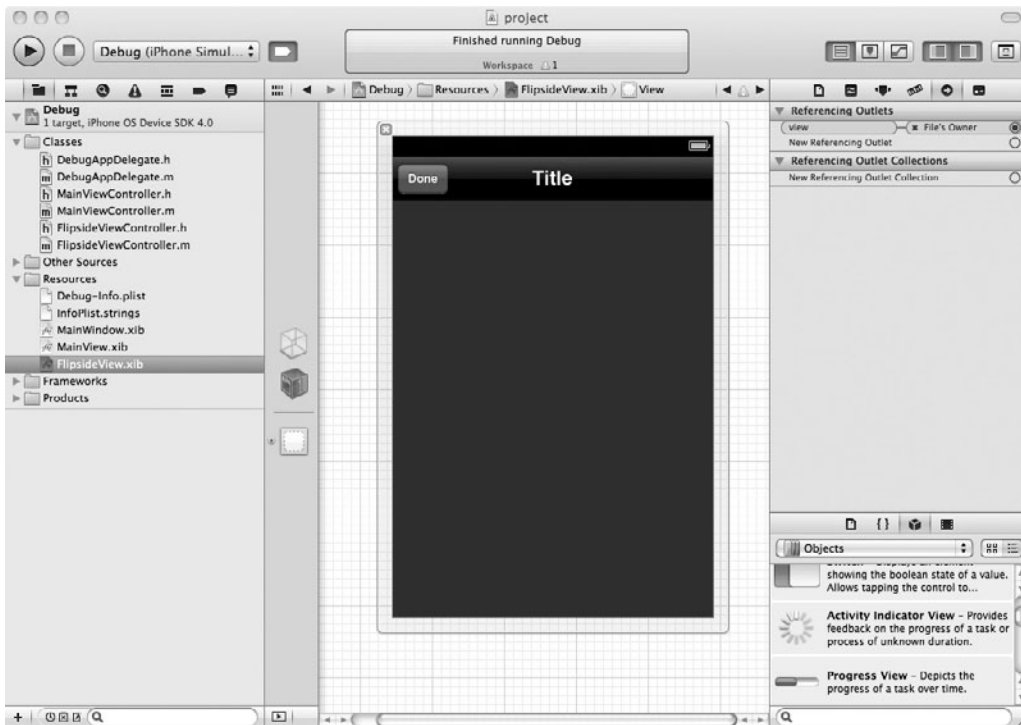 project
Debug (iPhone Simul...
Finished running Debug
Workspace 1
Debug
1 target, iPhone OS Device SDK 4.0
Classes
h DebugAppDelegate.h
m DebugAppDelegate.m
h MainViewController.h
m MainViewController.m
h FlipsideViewController.h
m FlipsideViewController.m
Other Sources
Resources
Debug-Info.plist
InfoPlist.strings
MainWindow.xib
MainView.xib
FlipsideView.xib
Frameworks
Products
Debug Resources FlipsideView.xib View
Done
Title
Referencing Outlets
view File's Owner
New Referencing Outlet
Referencing Outlet Collections
New Referencing Outlet Collection
{}
Objects
showing the boolean state of a value.
Allows tapping the control to...
Activity Indicator View – Provides
feedback on the progress of a task or
process of unknown duration.
Progress View – Depicts the
progress of a task over time.